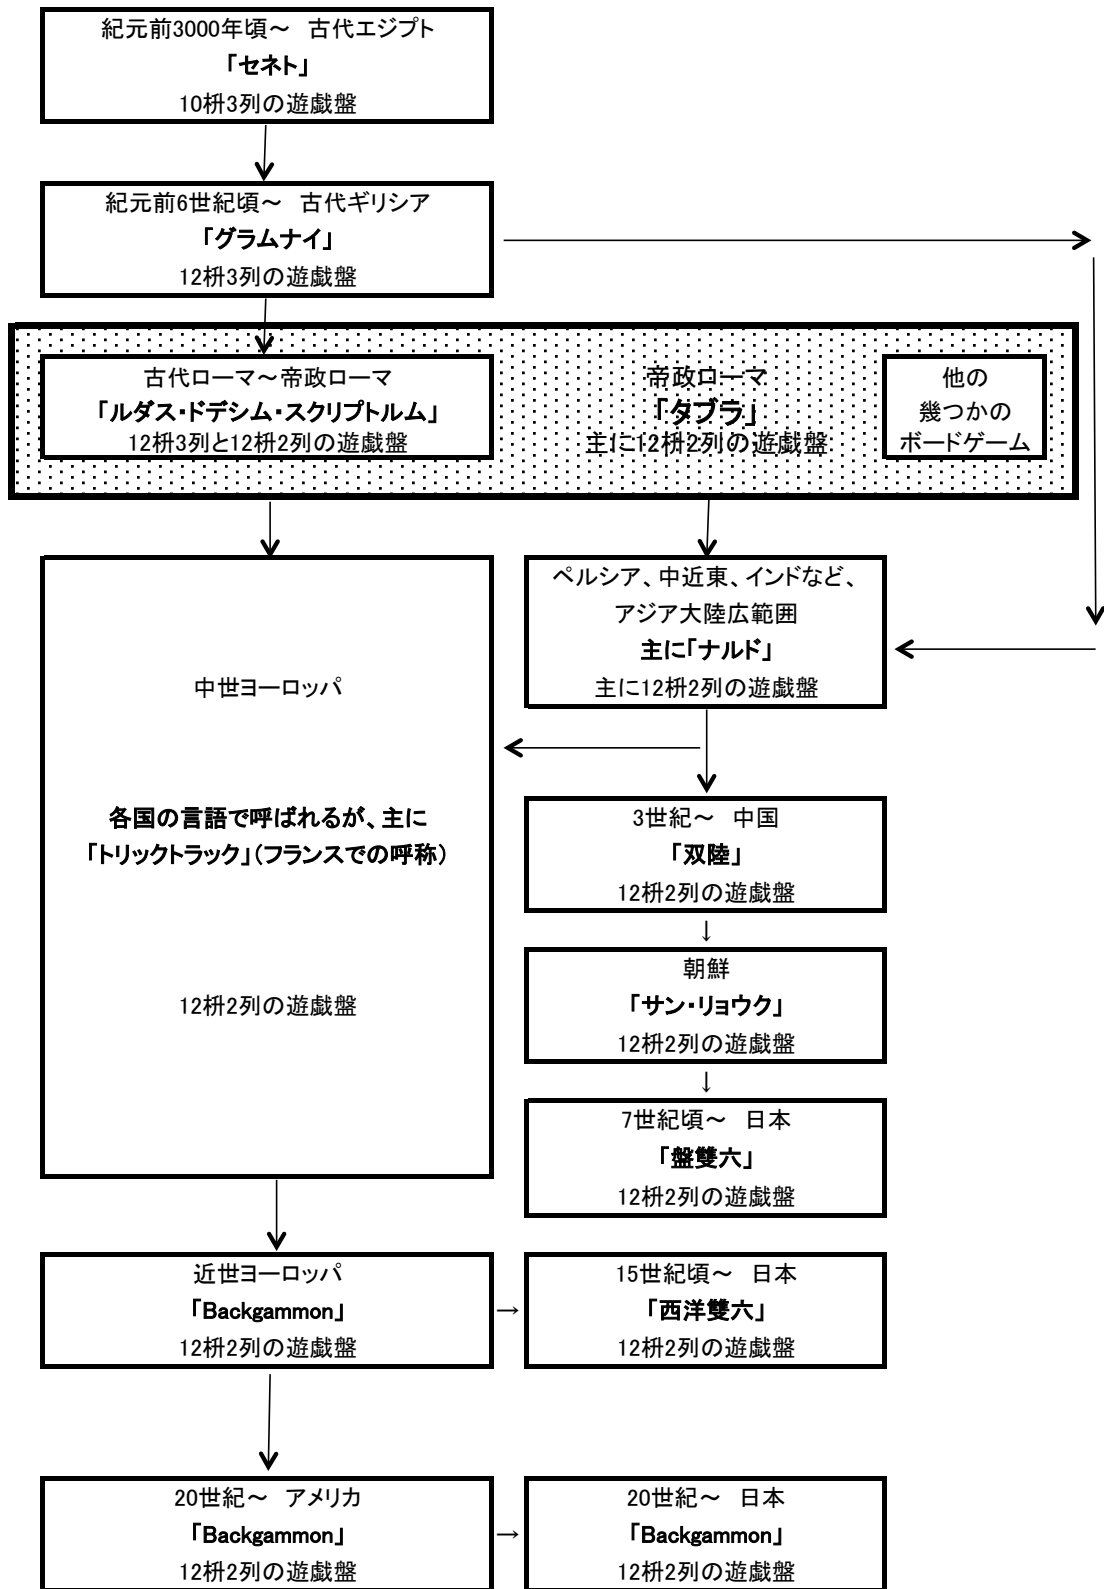 紀元前3000年頃～　古代エジプト
「セネト」
10枡3列の遊戯盤
紀元前6世紀頃～　古代ギリシア
「グラムナイ」
12枡3列の遊戯盤
古代ローマ～帝政ローマ
「ルダス・ドデシム・スクリプトルム」
12枡3列と12枡2列の遊戯盤
帝政ローマ
「タブラ」
主に12枡2列の遊戯盤
他の
幾つかの
ボードゲーム
ペルシア、中近東、インドなど、
アジア大陸広範囲
主に「ナルド」
主に12枡2列の遊戯盤
中世ヨーロッパ
各国の言語で呼ばれるが、主に
「トリックトラック」（フランスでの呼称）
12枡2列の遊戯盤
3世紀～　中国
「双陸」
12枡2列の遊戯盤
↓
朝鮮
「サン・リョウク」
12枡2列の遊戯盤
↓
7世紀頃～　日本
「盤雙六」
12枡2列の遊戯盤
近世ヨーロッパ
「Backgammon」
12枡2列の遊戯盤
→
15世紀頃～　日本
「西洋雙六」
12枡2列の遊戯盤
20世紀～　アメリカ
「Backgammon」
12枡2列の遊戯盤
→
20世紀～　日本
「Backgammon」
12枡2列の遊戯盤